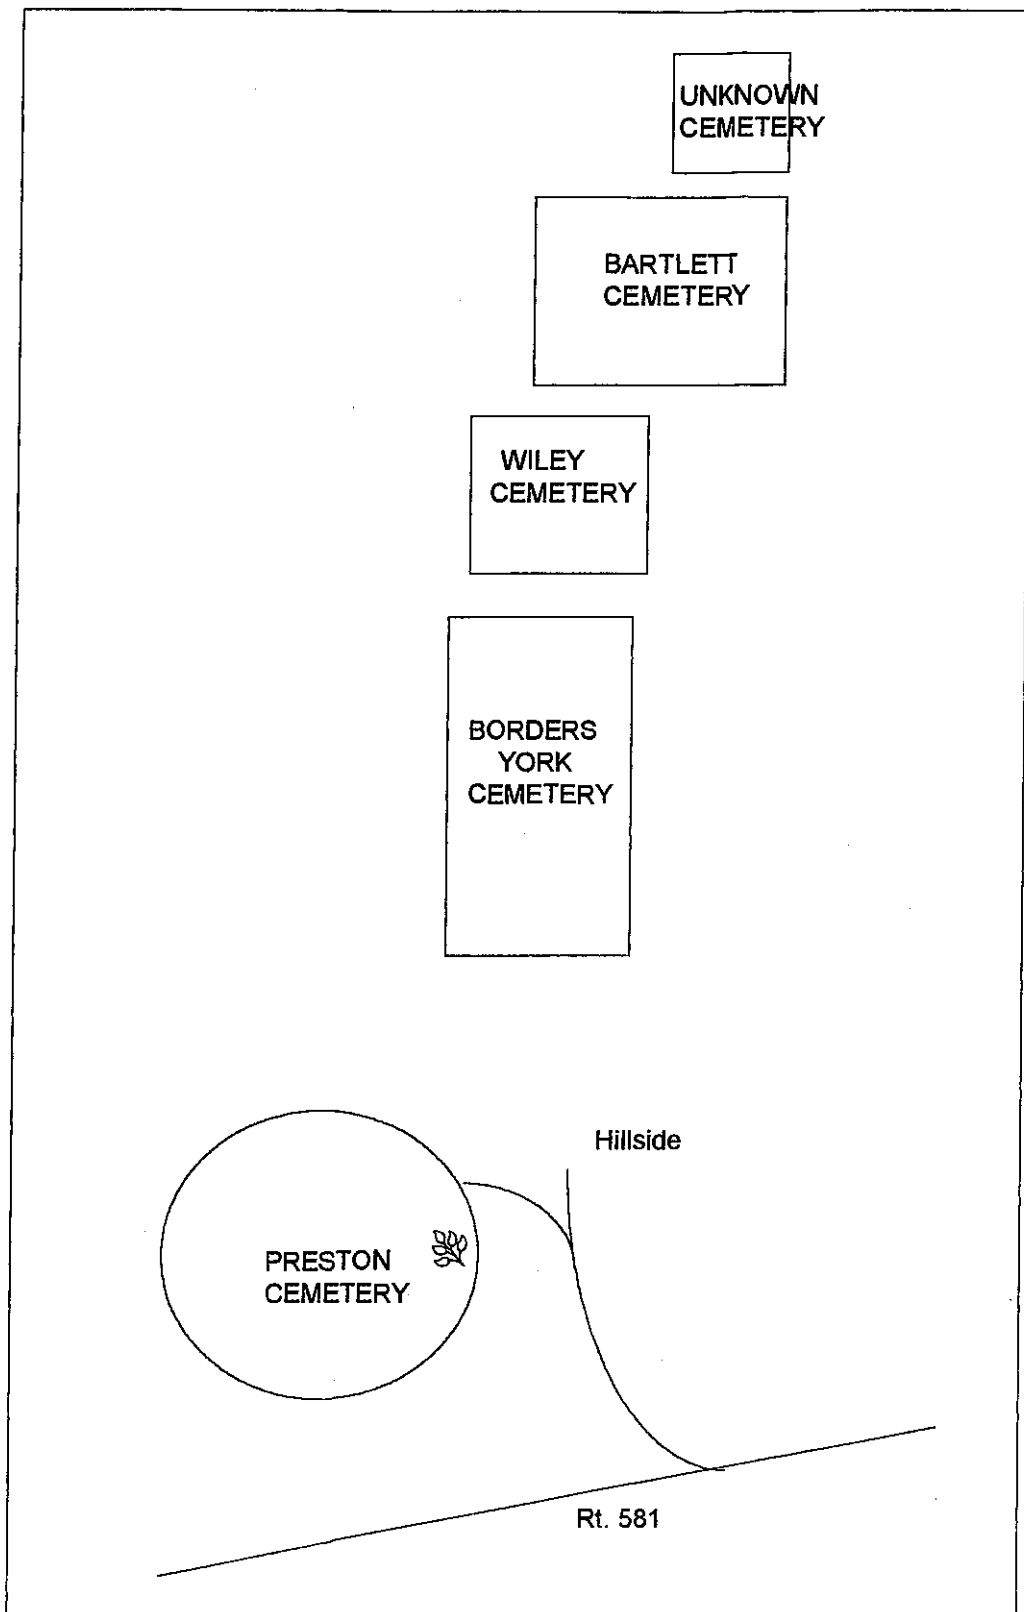 UNKNOWN
CEMETERY
BARTLETT
CEMETERY
WILEY
CEMETERY
BORDERS
YORK
CEMETERY
Hillside
PRESTON
CEMETERY
Rt. 581